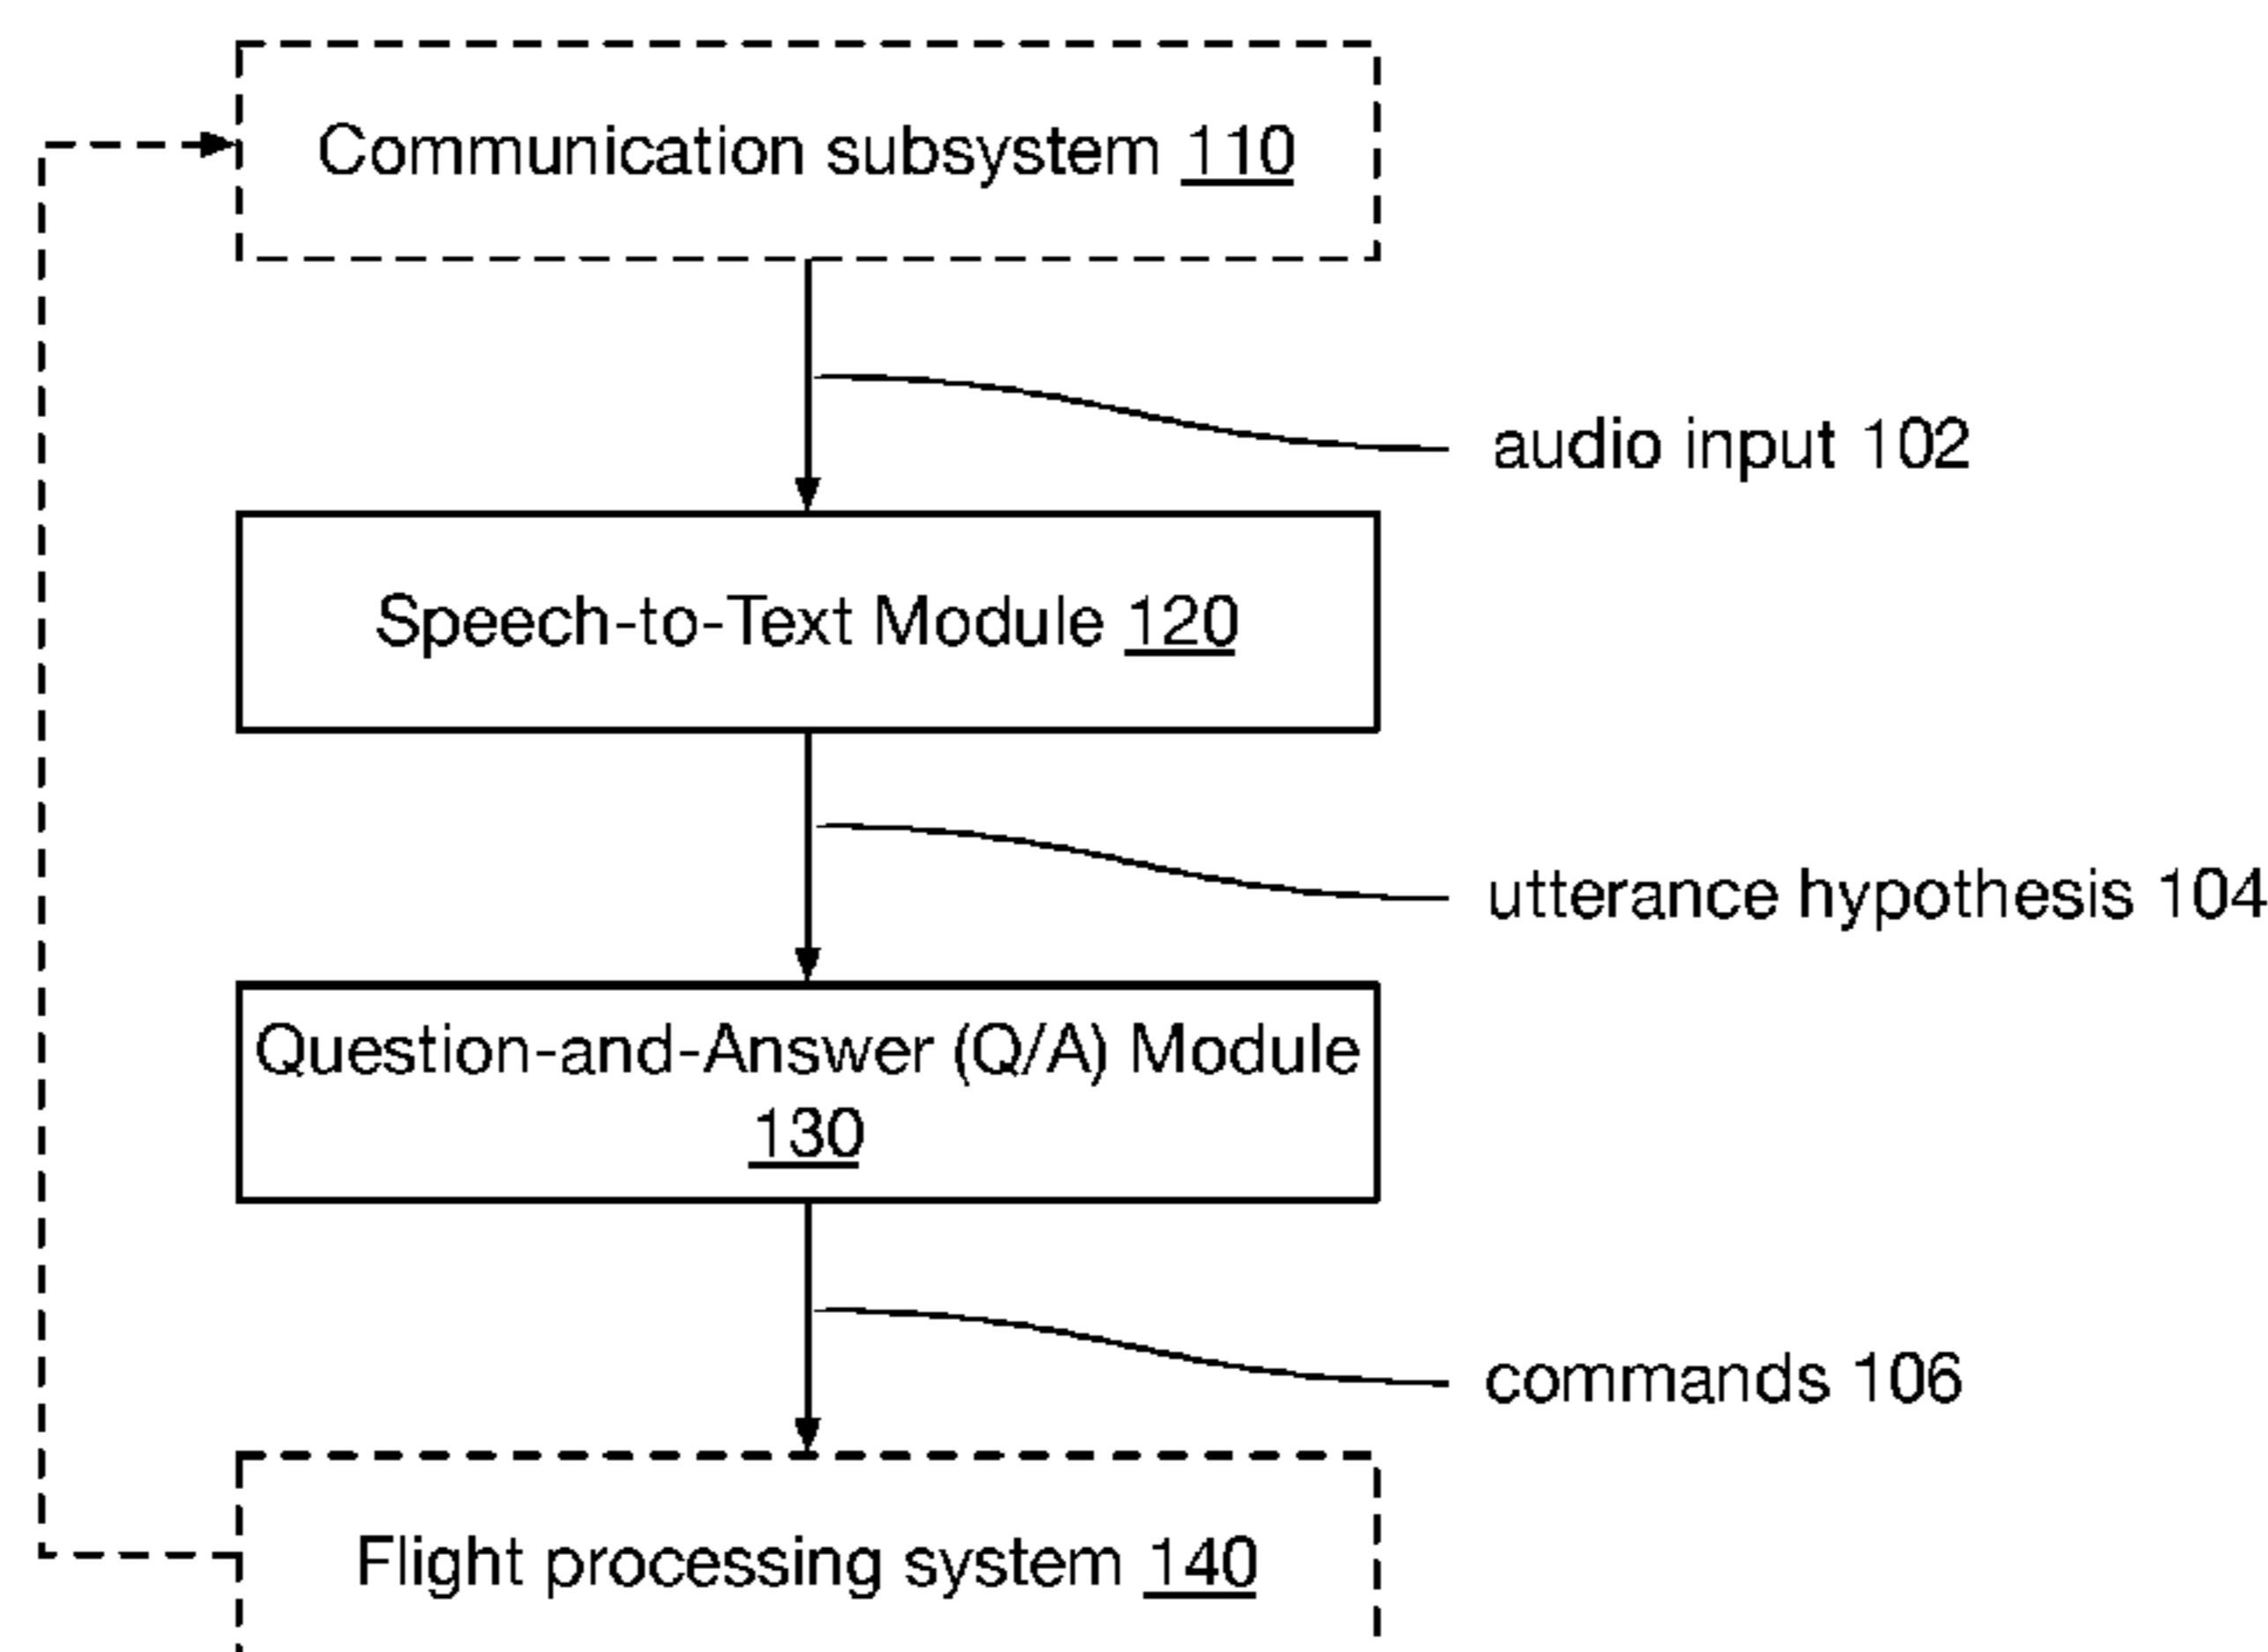 Communication subsystem 110
audio input 102
Speech-to-Text Module 120
utterance hypothesis 104
Question-and-Answer (Q/A) Module
130
commands 106
Flight processing system 140